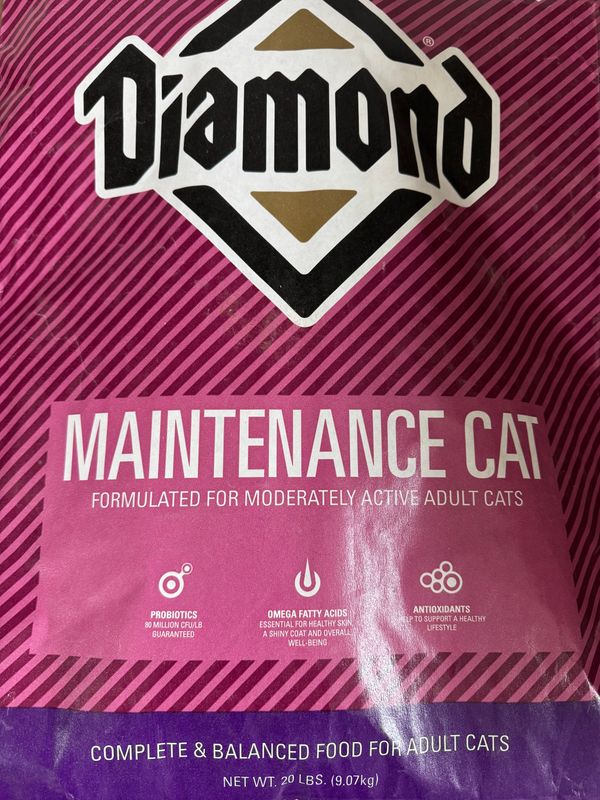 Diamond
®
MAINTENANCE CAT
FORMULATED FOR MODERATELY ACTIVE ADULT CATS
PROBIOTICS
80 MILLION CFU/LB
GUARANTEED
OMEGA FATTY ACIDS
ESSENTIAL FOR HEALTHY SKIN,
A SHINY COAT AND OVERALL
WELL-BEING
ANTIOXIDANTS
HELP TO SUPPORT A HEALTHY
LIFESTYLE
COMPLETE & BALANCED FOOD FOR ADULT CATS
NET WT. 20 LBS. (9.07kg)